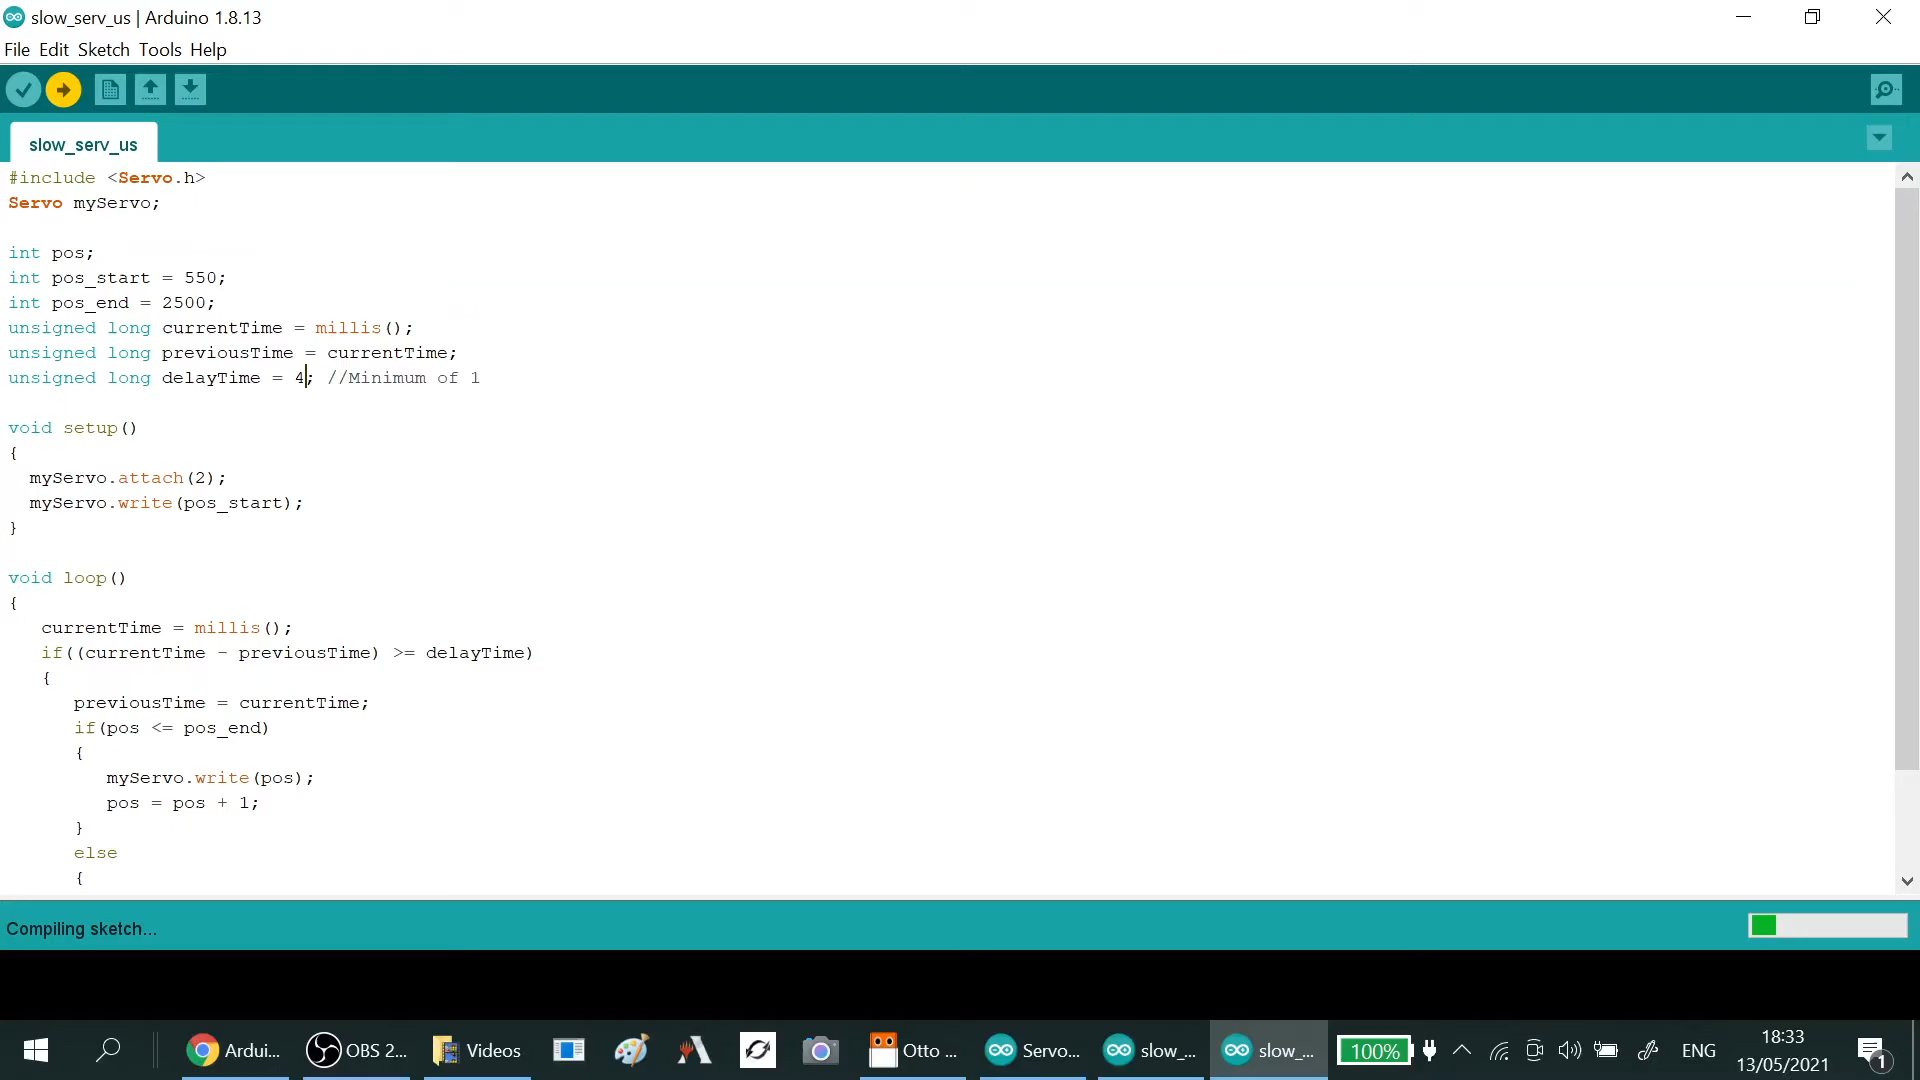 slow_serv_us | Arduino 1.8.13
File Edit Sketch Tools Help
slow_serv_us
#include <Servo.h>
Servo myServo;
int pos;
int pos_start = 550;
int pos_end = 2500;
unsigned long currentTime = millis();
unsigned long previousTime = currentTime;
unsigned long delayTime = 4; //Minimum of 1
void setup()
{
myServo.attach(2);
myServo.write(pos_start);
}
void loop()
{
currentTime = millis();
if((currentTime - previousTime) >= delayTime)
{
previousTime = currentTime;
if(pos <= pos_end)
{
myServo.write(pos);
pos = pos + 1;
}
else
{
Compiling sketch...
Ardui... OBS 2... Videos Otto ... Servo... slow_... slow_... 100% ENG 18:33
13/05/2021
1